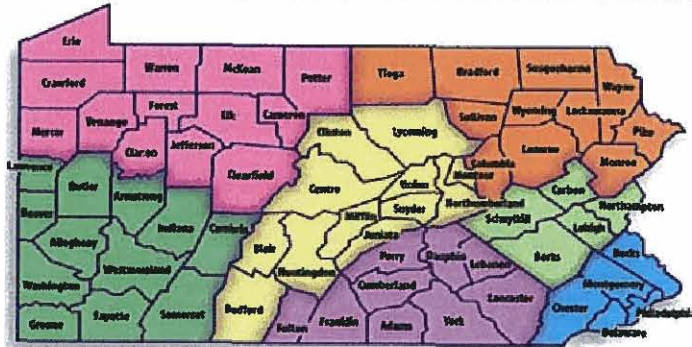 Erie
Crawford
Warren
McKean
Potter
Tioga
Bradford
Susquehanna
Wayne
Mercer
Venango
Forest
Elk
Cameron
Clarion
Jefferson
Clearfield
Clinton
Lycoming
Sullivan
Wyoming
Lackawanna
Pike
Luzerne
Monroe
Columbia
Montour
Lawrence
Butler
Armstrong
Indiana
Cambria
Centre
Union
Snyder
Northumberland
Carbon
Northampton
Beaver
Allegheny
Westmoreland
Blair
Mifflin
Juniata
Huntingdon
Schuylkill
Lehigh
Berks
Bucks
Washington
Greene
Fayette
Somerset
Bedford
Fulton
Franklin
Perry
Cumberland
Adams
Dauphin
Lebanon
York
Lancaster
Chester
Montgomery
Philadelphia
Delaware